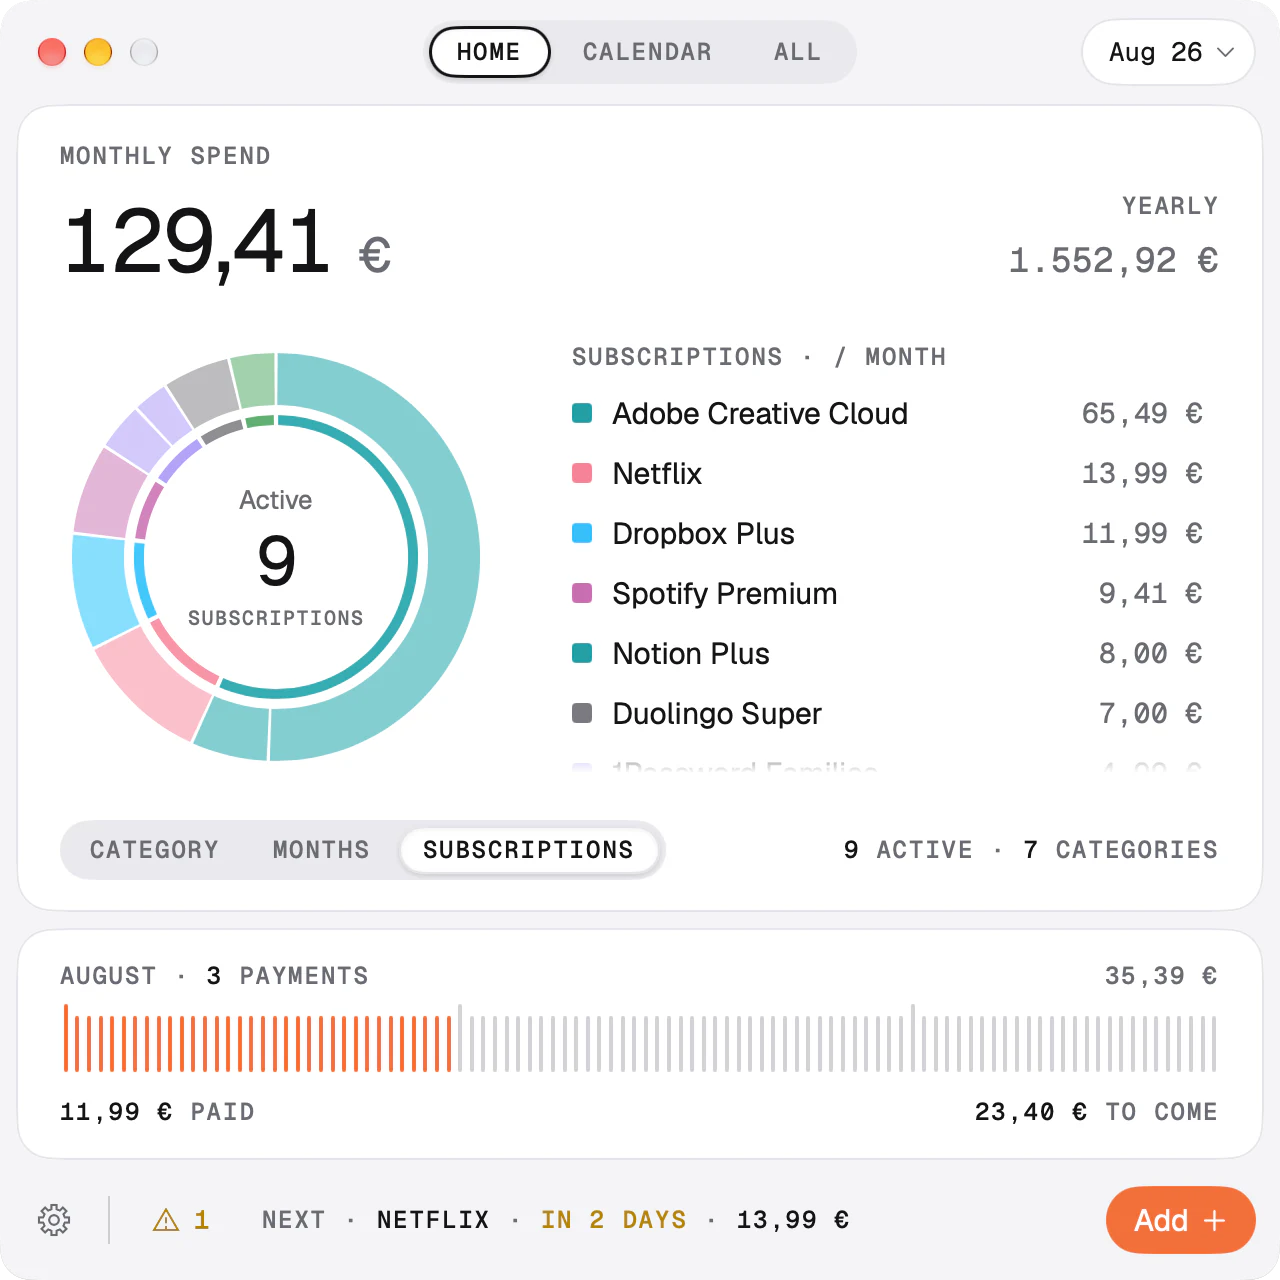 HOME CALENDAR ALL Aug 26
MONTHLY SPEND
129,41 €
YEARLY
1.552,92 €
Active
9
SUBSCRIPTIONS
SUBSCRIPTIONS · / MONTH
Adobe Creative Cloud 65,49 €
Netflix 13,99 €
Dropbox Plus 11,99 €
Spotify Premium 9,41 €
Notion Plus 8,00 €
Duolingo Super 7,00 €
1Password Families
CATEGORY MONTHS SUBSCRIPTIONS 9 ACTIVE · 7 CATEGORIES
AUGUST · 3 PAYMENTS 35,39 €
11,99 € PAID 23,40 € TO COME
1 NEXT · NETFLIX · IN 2 DAYS · 13,99 € Add +